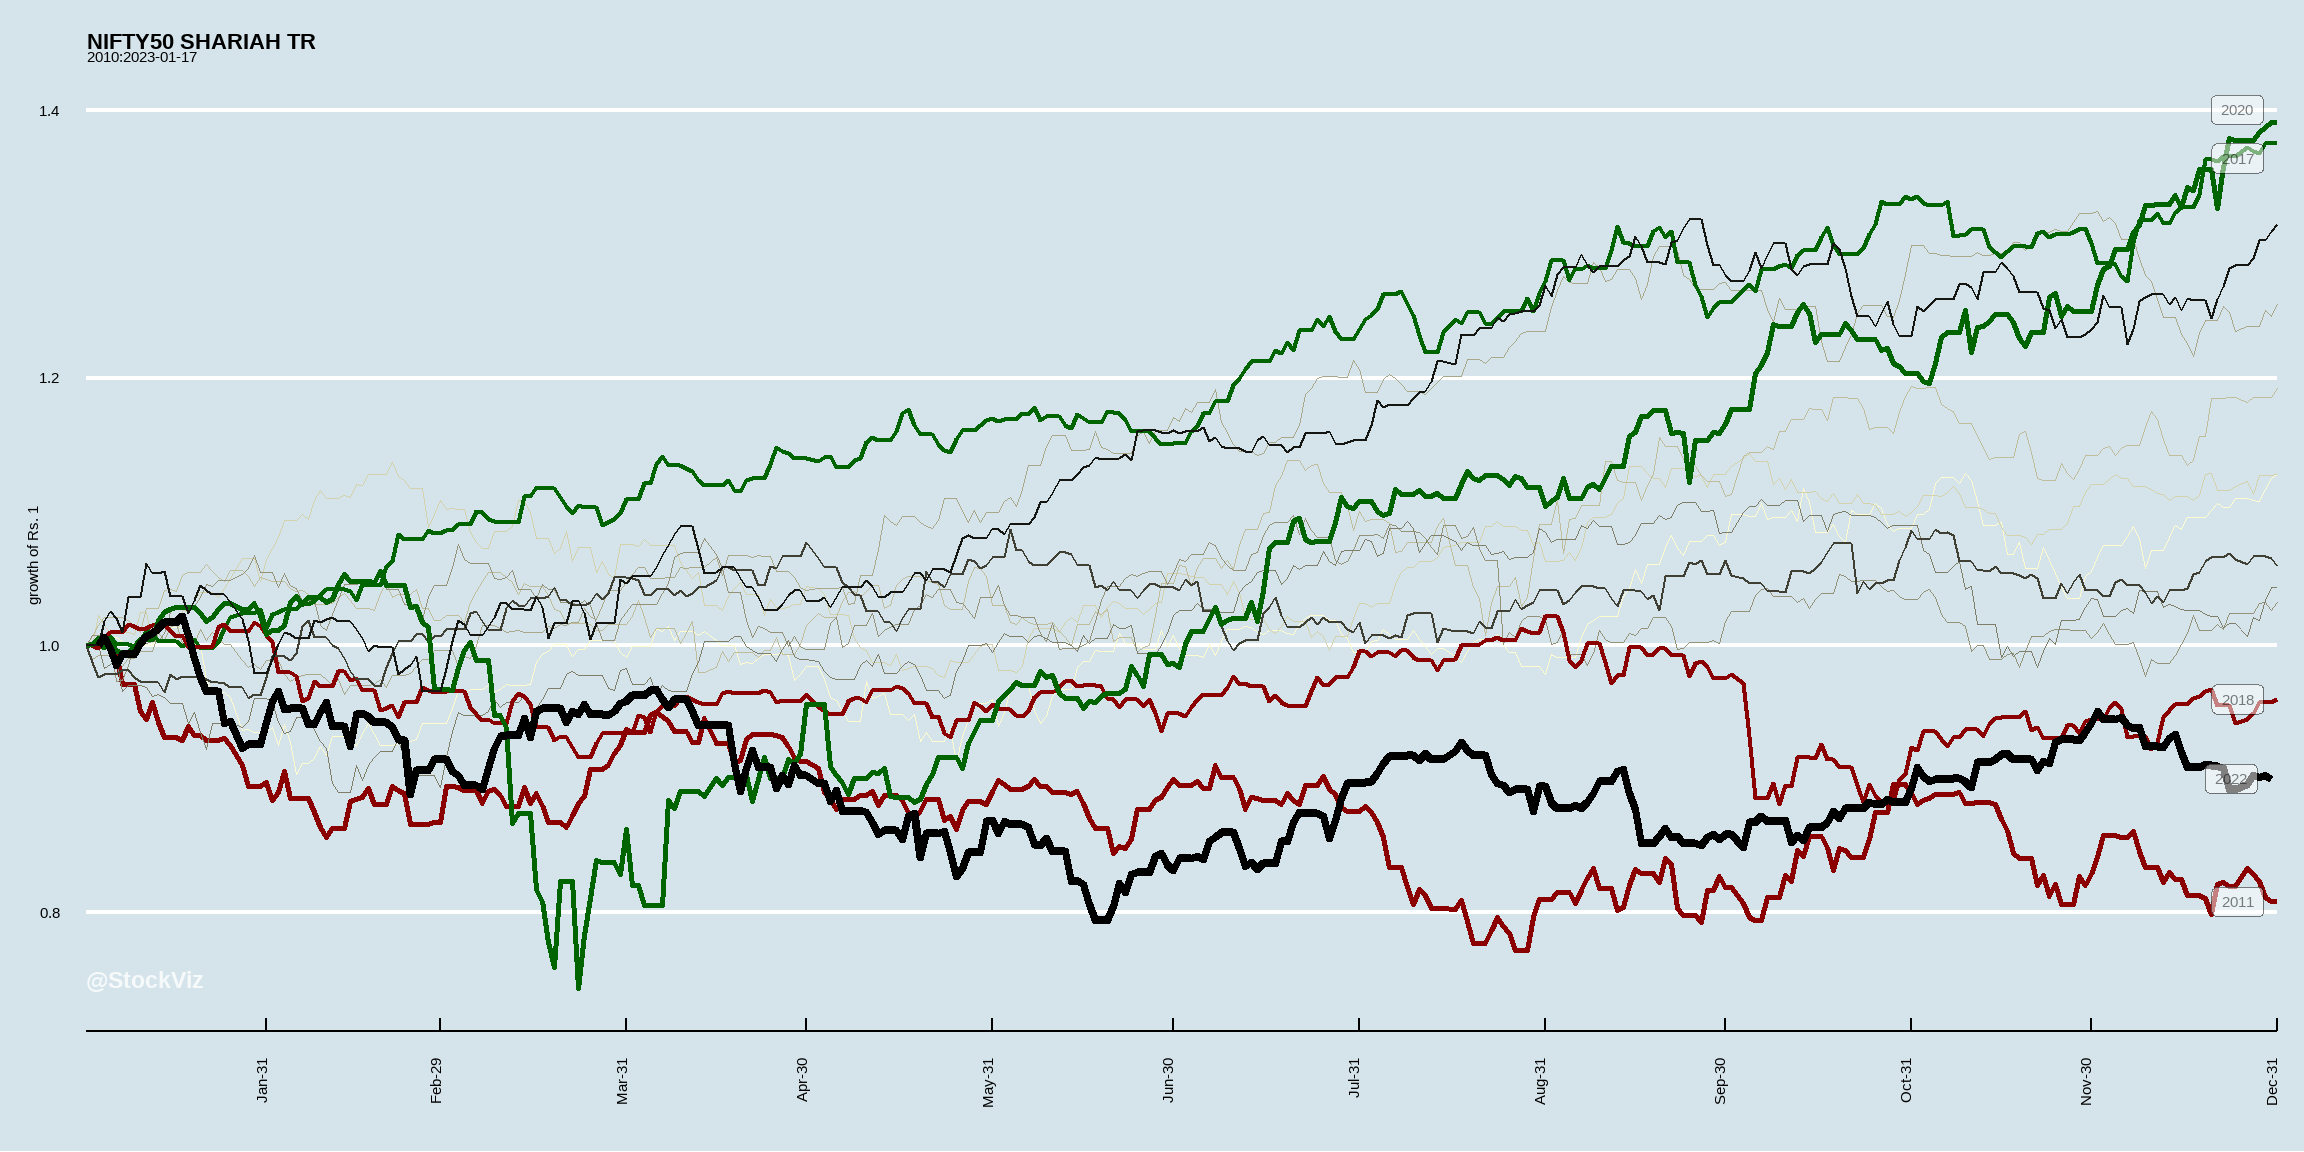 NIFTY50 SHARIAH TR
2010:2023-01-17
growth of Rs. 1
1.4
1.2
1.0
0.8
2020
2017
2018
2022
2011
@StockViz
Jan-31
Feb-29
Mar-31
Apr-30
May-31
Jun-30
Jul-31
Aug-31
Sep-30
Oct-31
Nov-30
Dec-31